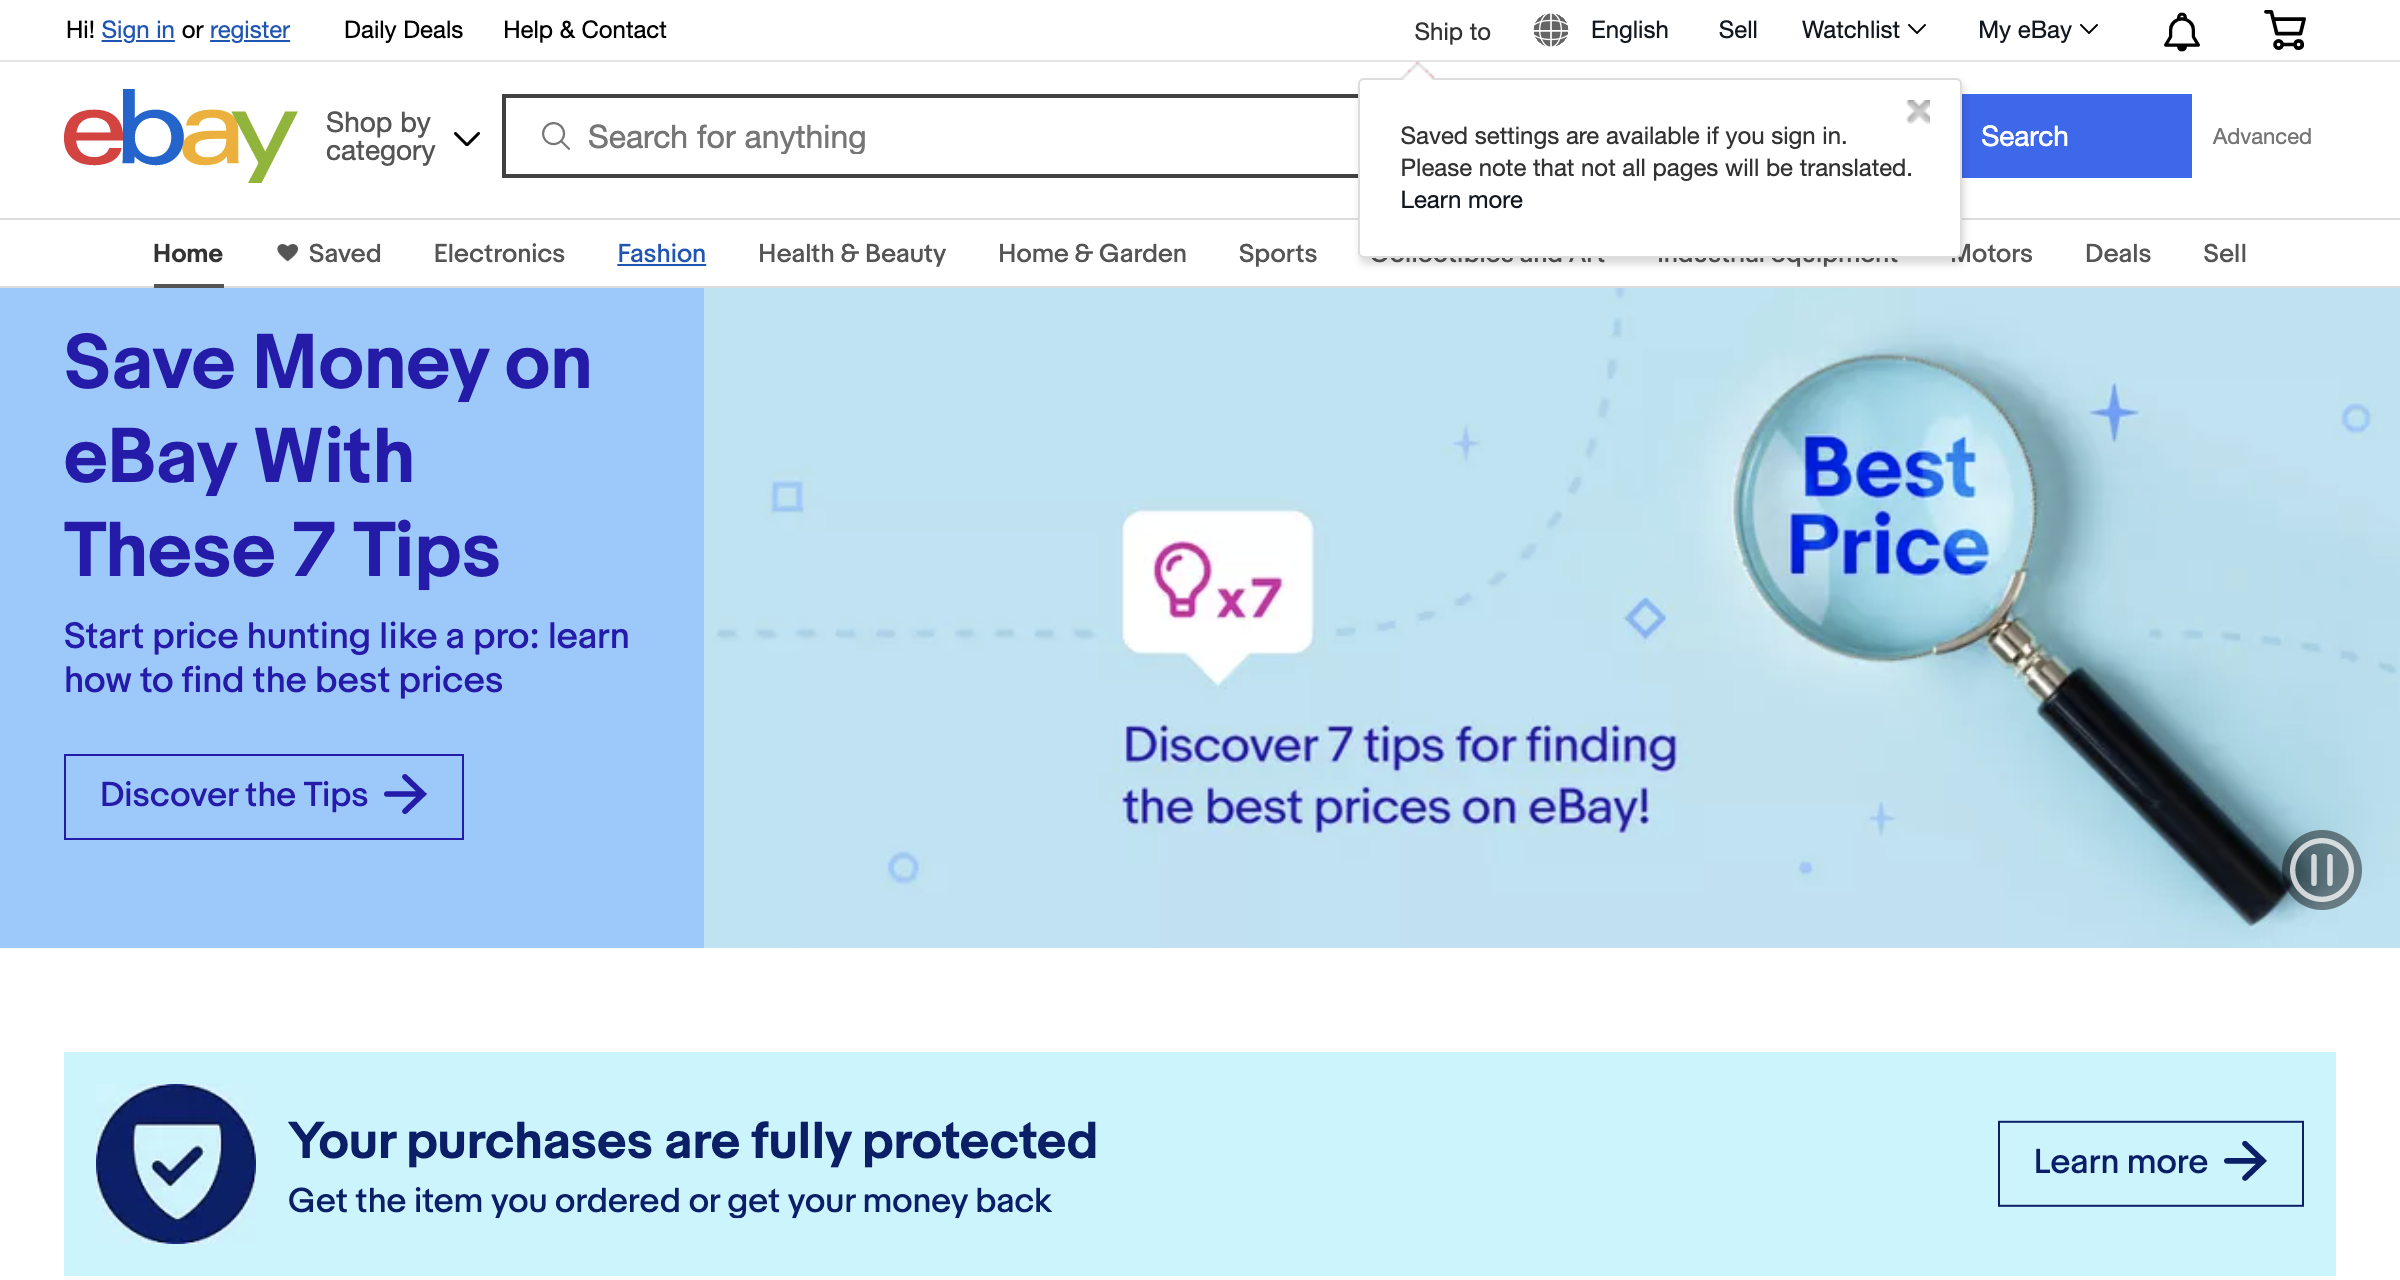 Hi! Sign in or register
Daily Deals
Help & Contact
Ship to
English
Sell
Watchlist
My eBay
ebay
Shop by
category
Search for anything
Search
Advanced
Saved settings are available if you sign in.
Please note that not all pages will be translated.
Learn more
Home
Saved
Electronics
Fashion
Health & Beauty
Home & Garden
Sports
Collectibles and Art
Industrial equipment
Motors
Deals
Sell
Save Money on
eBay With
These 7 Tips
Start price hunting like a pro: learn
how to find the best prices
Discover the Tips
x7
Discover 7 tips for finding
the best prices on eBay!
Best
Price
Your purchases are fully protected
Get the item you ordered or get your money back
Learn more